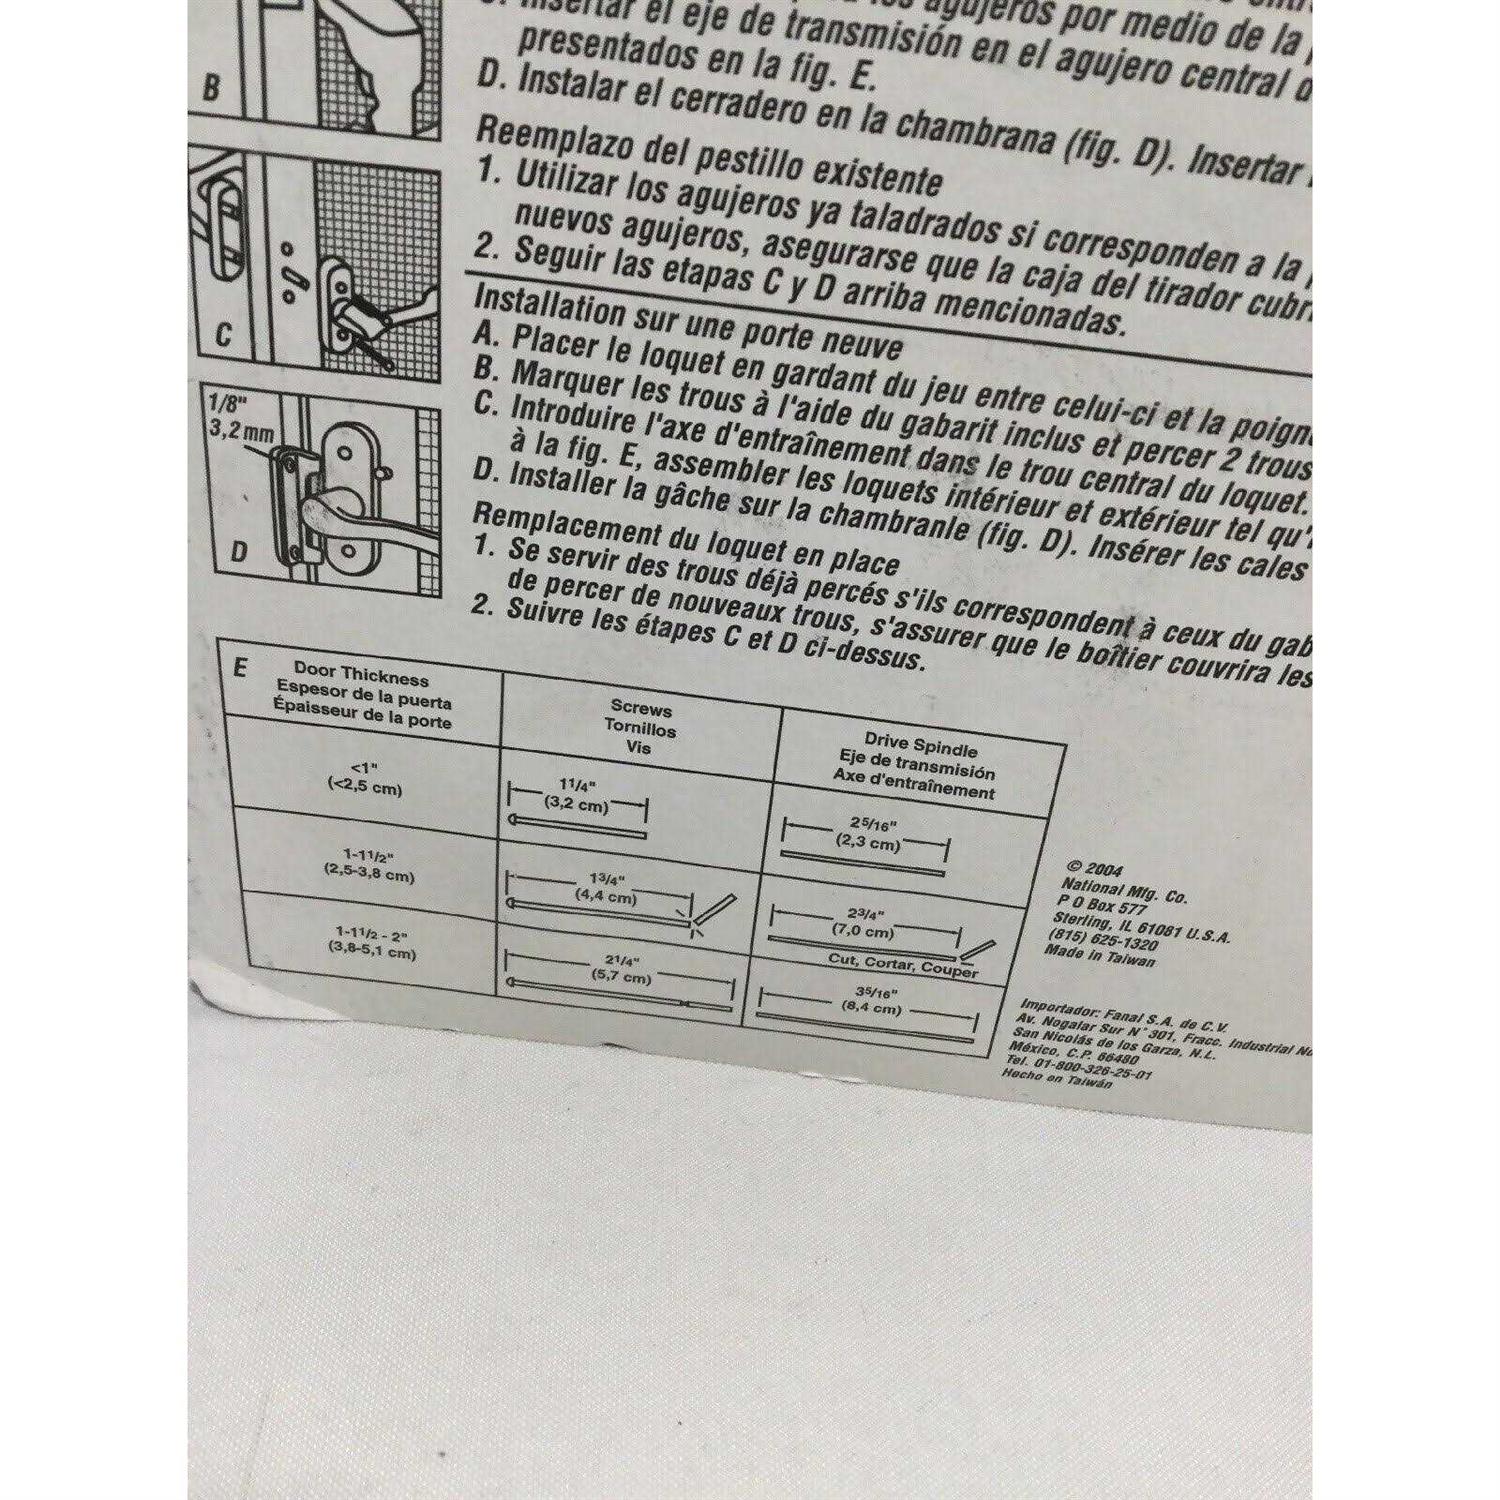 B
C
1/8"
3,2 mm
D
Insertar el eje de transmisión en el agujero central
presentados en la fig. E.
D. Instalar el cerradero en la chambrana (fig. D). Insertar
Reemplazo del pestillo existente
1. Utilizar los agujeros ya taladrados si corresponden a la
nuevos agujeros, asegurarse que la caja del tirador
2. Seguir las etapas C y D arriba mencionadas.
Installation sur une porte neuve
A. Placer le loquet en gardant du jeu entre celui-ci et la
B. Marquer les trous à l'aide du gabarit inclus et percer 2 trous
C. Introduire l'axe d'entraînement dans le trou central du loquet.
à la fig. E, assembler les loquets intérieur et extérieur tel
D. Installer la gâche sur la chambranle (fig. D). Insérer les cales
Remplacement du loquet en place
1. Se servir des trous déjà percés s'ils correspondent à ceux du
de percer de nouveaux trous, s'assurer que le boîtier couvrira les
2. Suivre les étapes C et D ci-dessus.
E
Door Thickness
Espesor de la puerta
Épaisseur de la porte
Screws
Tornillos
Vis
Drive Spindle
Eje de transmisión
Axe d'entraînement
<1"
(<2,5 cm)
1 1/4"
(3,2 cm)
2 5/16"
(2,3 cm)
1-1 1/2"
(2,5-3,8 cm)
1 3/4"
(4,4 cm)
2 3/4"
(7,0 cm)
Cut, Cortar, Couper
1-1 1/2 - 2"
(3,8-5,1 cm)
2 1/4"
(5,7 cm)
3 5/16"
(8,4 cm)
© 2004
National Mfg. Co.
P O Box 577
Sterling, IL 61081 U.S.A.
(815) 625-1320
Made in Taiwan
Importador: Fanal S.A. de C.V.
Av. Nogalar Sur N° 301, Fracc. Industrial
San Nicolás de los Garza, N.L.
México, C.P. 66480
Tel. 01-800-326-25-01
Hecho en Taiwán